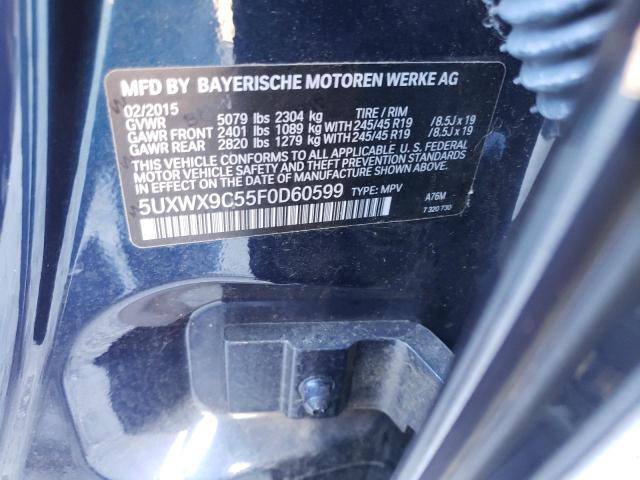 MFD BY BAYERISCHE MOTOREN WERKE AG
02/2015 TIRE / RIM
GVWR 5079 lbs 2304 kg
GAWR FRONT 2401 lbs 1089 kg WITH 245/45 R19 / 8.5J x 19
GAWR REAR 2820 lbs 1279 kg WITH 245/45 R19 / 8.5J x 19
THIS VEHICLE CONFORMS TO ALL APPLICABLE U. S. FEDERAL
MOTOR VEHICLE SAFETY AND THEFT PREVENTION STANDARDS
IN EFFECT ON THE DATE OF MANUFACTURE SHOWN ABOVE.
5UXWX9C55F0D60599 TYPE: MPV A76M
7 320 730